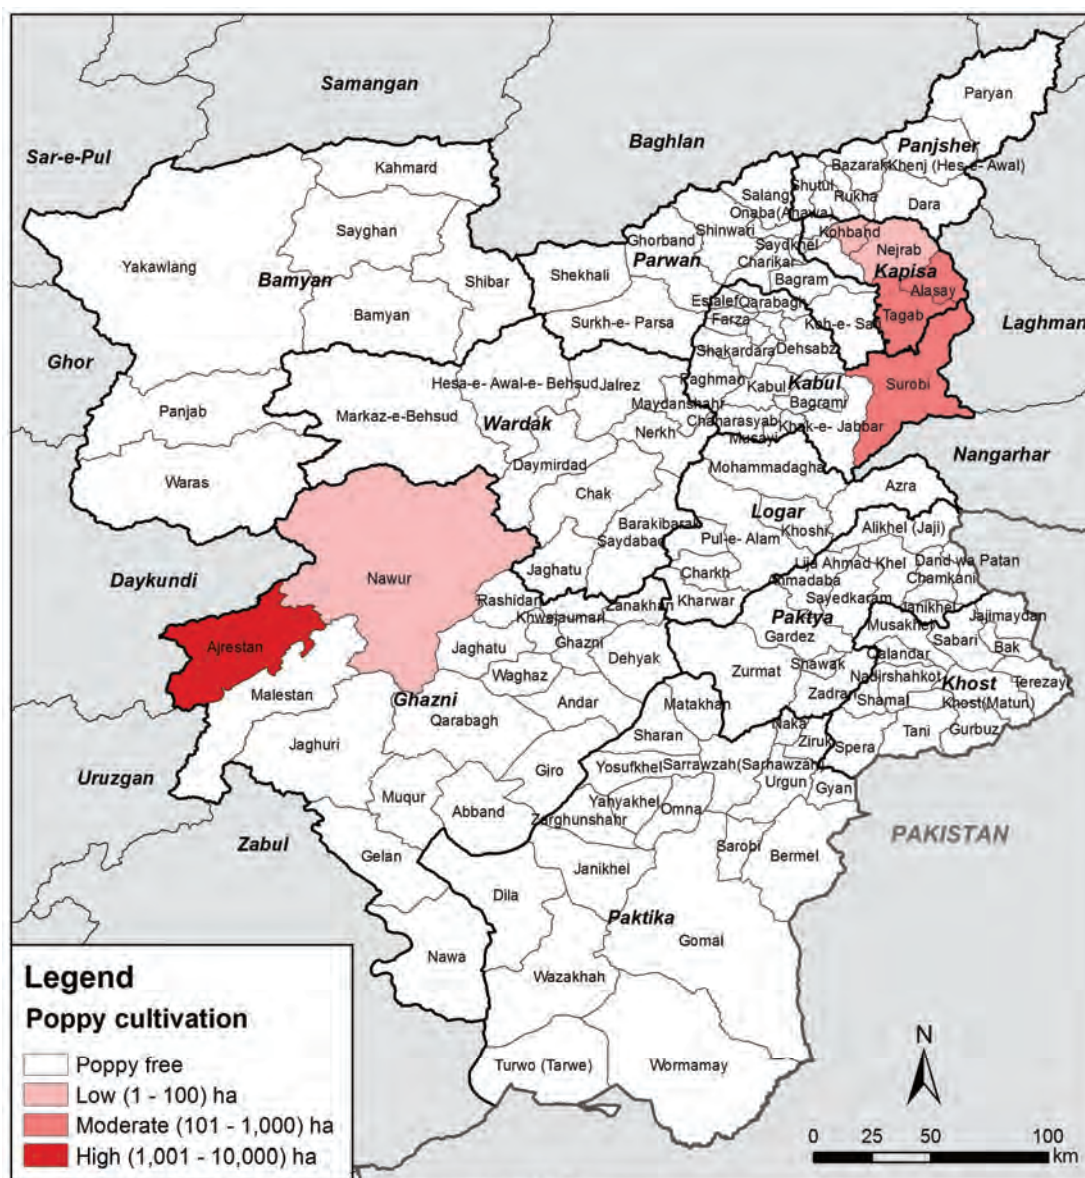 Samangan
Paryan
Sar-e-Pul
Baghlan
Panjsher
Bazarak
Khenj (Hes-e- Awal)
Kahmard
Salang
Shutul
Rukha
Dara
Onaba(Anawa)
Sayghan
Ghorband
Shinwari
Kohband
Nejrab
Yakawlang
Shekhali
Parwan
Saydkhel
Charikar
Kapisa
Bamyan
Shibar
Bagram
Alasay
Bamyan
Surkh-e- Parsa
Estalef
Qarabagh
Farza
Tagab
Laghman
Ghor
Shakardara
Dehsabz
Hesa-e- Awal-e- Behsud
Jalrez
Paghman
Kabul
Kabul
Surobi
Panjab
Markaz-e-Behsud
Maydanshahr
Bagrami
Wardak
Nerkh
Chaharasyab
Khak-e- Jabbar
Musayi
Daymirdad
Mohammadagha
Nangarhar
Waras
Chak
Azra
Logar
Barakibarak
Khoshi
Alikhel (Jaji)
Saydabad
Pul-e- Alam
Daykundi
Nawur
Jaghatu
Charkh
Lija Ahmad Khel
Dand wa Patan
Chamkani
Rashidan
Zanakhan
Kharwar
Sayedkaram
Janikhel
Jajimaydan
Ajrestan
Khwajaumari
Paktya
Musakhel
Jaghatu
Ghazni
Gardez
Qalandar
Sabari
Bak
Dehyak
Zurmat
Waghaz
Nadirshahkot
Khost
Terezayi
Malestan
Ghazni
Andar
Matakhan
Zadran
Shamal
Khost(Matun)
Qarabagh
Sharan
Naka
Tani
Gurbuz
Jaghuri
Ziruk
Spera
Uruzgan
Giro
Yosufkhel
Urgun
Gyan
Muqur
Abband
Yahyakhel
Omna
Zarghunshahr
Zabul
PAKISTAN
Gelan
Sarobi
Bermel
Janikhel
Dila
Paktika
Gomal
Nawa
Wazakhah
Turwo (Tarwe)
Wormamay
Legend
Poppy cultivation
Poppy free
Low (1 - 100) ha
Moderate (101 - 1,000) ha
High (1,001 - 10,000) ha
N
0 25 50 100
km